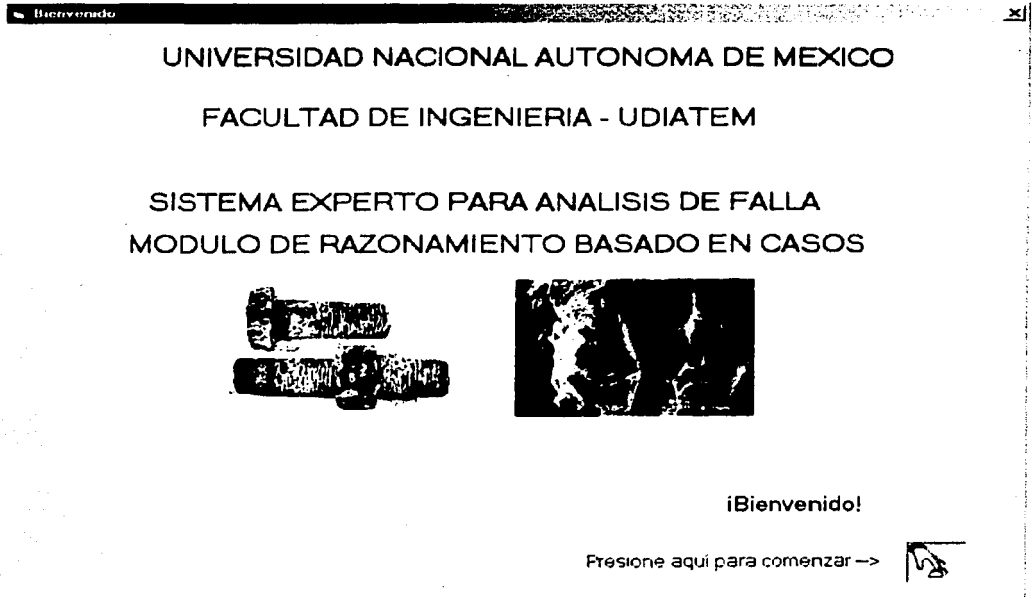 Bienvenido
UNIVERSIDAD NACIONAL AUTONOMA DE MEXICO
FACULTAD DE INGENIERIA - UDIATEM
SISTEMA EXPERTO PARA ANALISIS DE FALLA
MODULO DE RAZONAMIENTO BASADO EN CASOS
¡Bienvenido!
Presione aquí para comenzar -->